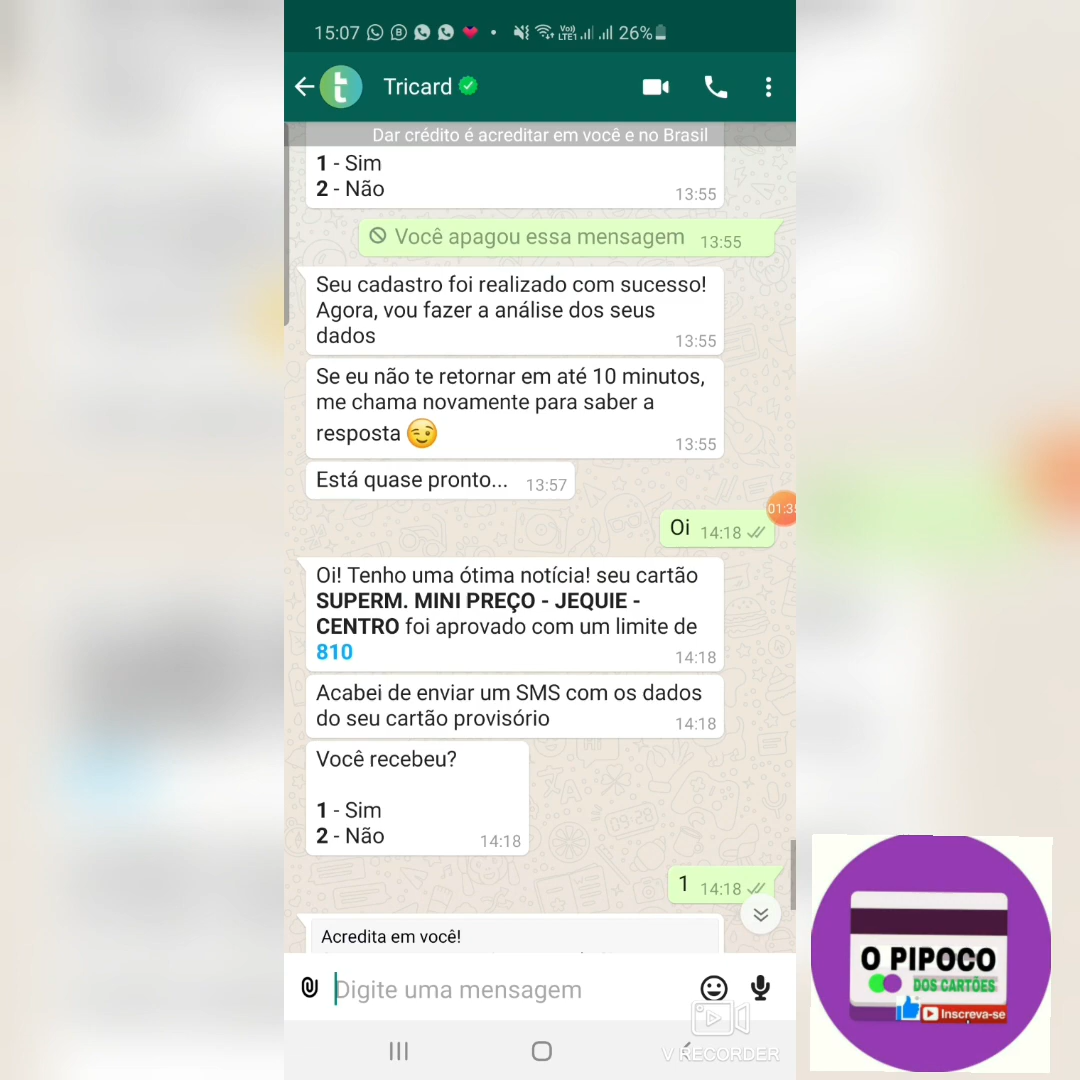 15:07 VoJ) LTE1 26%
Tricard
Dar crédito é acreditar em você e no Brasil
1 - Sim
2 - Não
13:55
Você apagou essa mensagem 13:55
Seu cadastro foi realizado com sucesso!
Agora, vou fazer a análise dos seus
dados
13:55
Se eu não te retornar em até 10 minutos,
me chama novamente para saber a
resposta 😉
13:55
Está quase pronto... 13:57
01:35
Oi 14:18
Oi! Tenho uma ótima notícia! seu cartão
SUPERM. MINI PREÇO - JEQUIE -
CENTRO foi aprovado com um limite de
810
14:18
Acabei de enviar um SMS com os dados
do seu cartão provisório
14:18
Você recebeu?
1 - Sim
2 - Não
14:18
1 14:18
Acredita em você!
Digite uma mensagem
V RECORDER
O PIPOCO
DOS CARTÕES
Inscreva-se